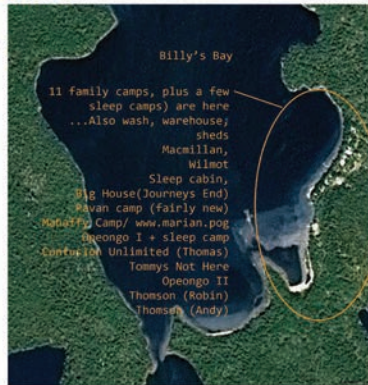 Billy's Bay
11 family camps, plus a few
sleep camps) are here
...Also wash, warehouse,
sheds
Macmillan,
Wilmot
Sleep cabin,
Big House(Journeys End)
Pavan camp (fairly new)
Mahaffy Camp/ www.marian.pog
Opeongo I + sleep camp
Confusion Unlimited (Thomas)
Tommys Not Here
Opeongo II
Thomson (Robin)
Thomson (Andy)